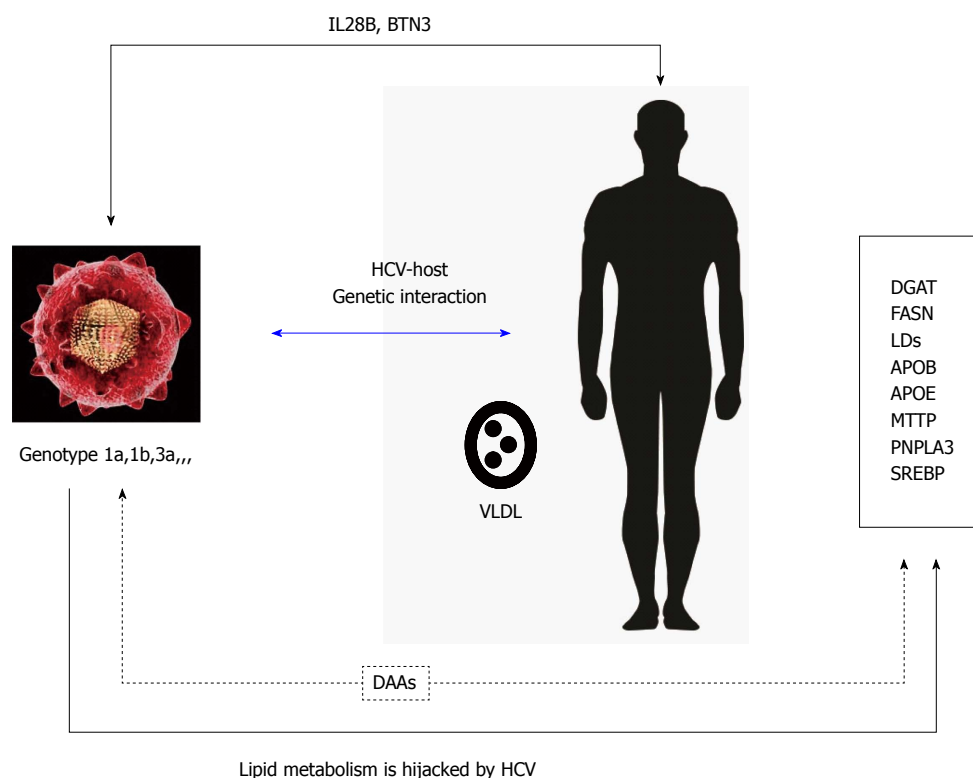 IL28B, BTN3
HCV-host
Genetic interaction
Genotype 1a,1b,3a,,,
VLDL
DGAT
FASN
LDs
APOB
APOE
MTTP
PNPLA3
SREBP
DAAs
Lipid metabolism is hijacked by HCV